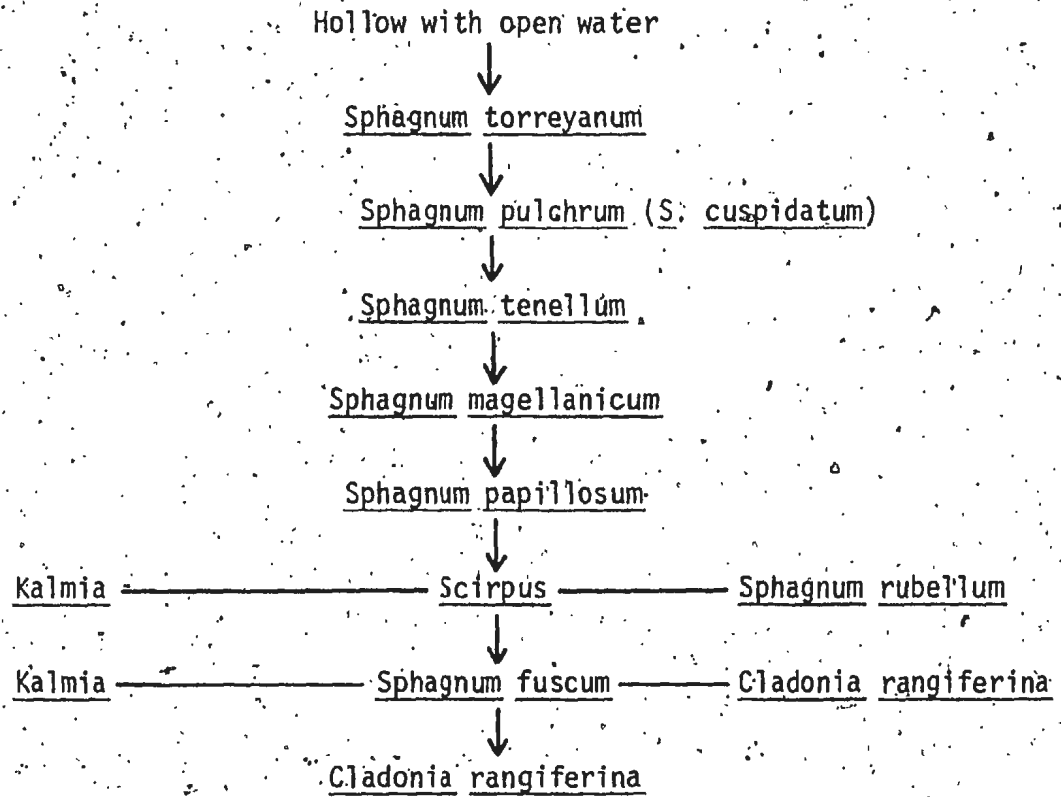 Hollow with open water
Sphagnum torreyanum
Sphagnum pulchrum (S. cuspidatum)
Sphagnum tenellum
Sphagnum magellanicum
Sphagnum papillosum
Kalmia Scirpus Sphagnum rubellum
Kalmia Sphagnum fuscum Cladonia rangiferina
Cladonia rangiferina